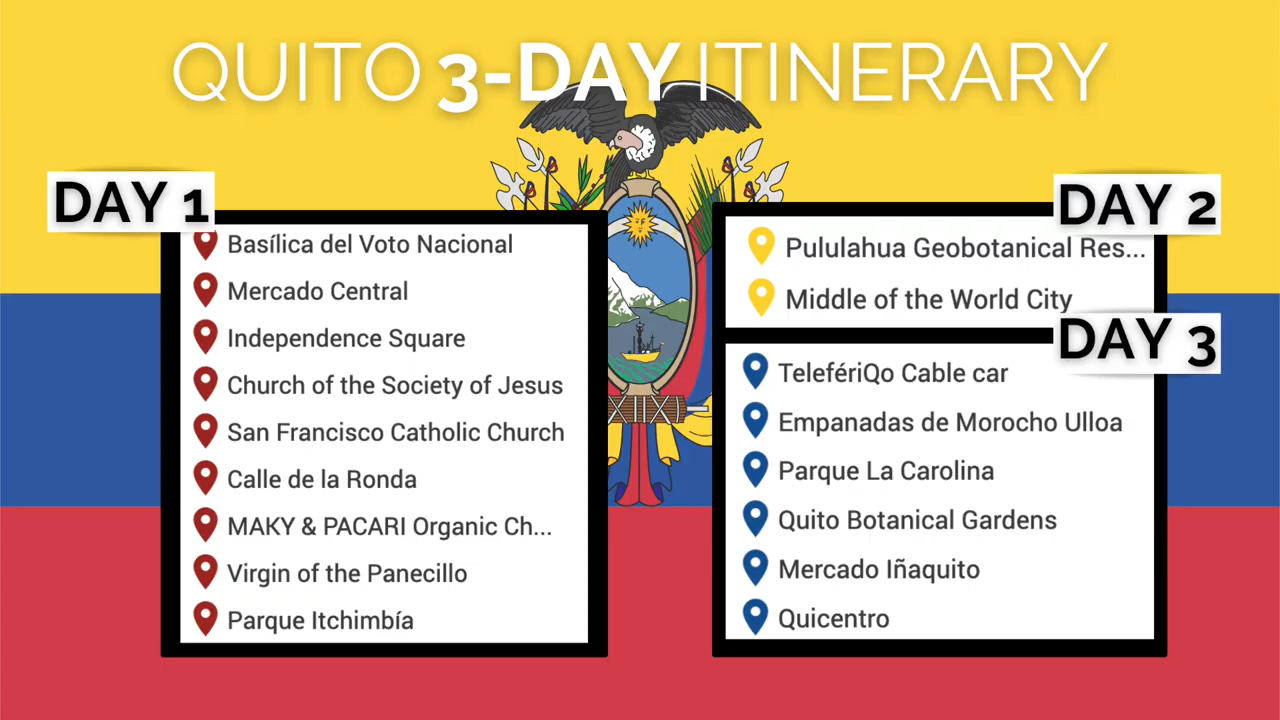 QUITO 3-DAY ITINERARY
DAY 1
Basílica del Voto Nacional
Mercado Central
Independence Square
Church of the Society of Jesus
San Francisco Catholic Church
Calle de la Ronda
MAKY & PACARI Organic Ch...
Virgin of the Panecillo
Parque Itchimbía
DAY 2
Pululahua Geobotanical Res...
Middle of the World City
DAY 3
TelefériQo Cable car
Empanadas de Morocho Ulloa
Parque La Carolina
Quito Botanical Gardens
Mercado Iñaquito
Quicentro